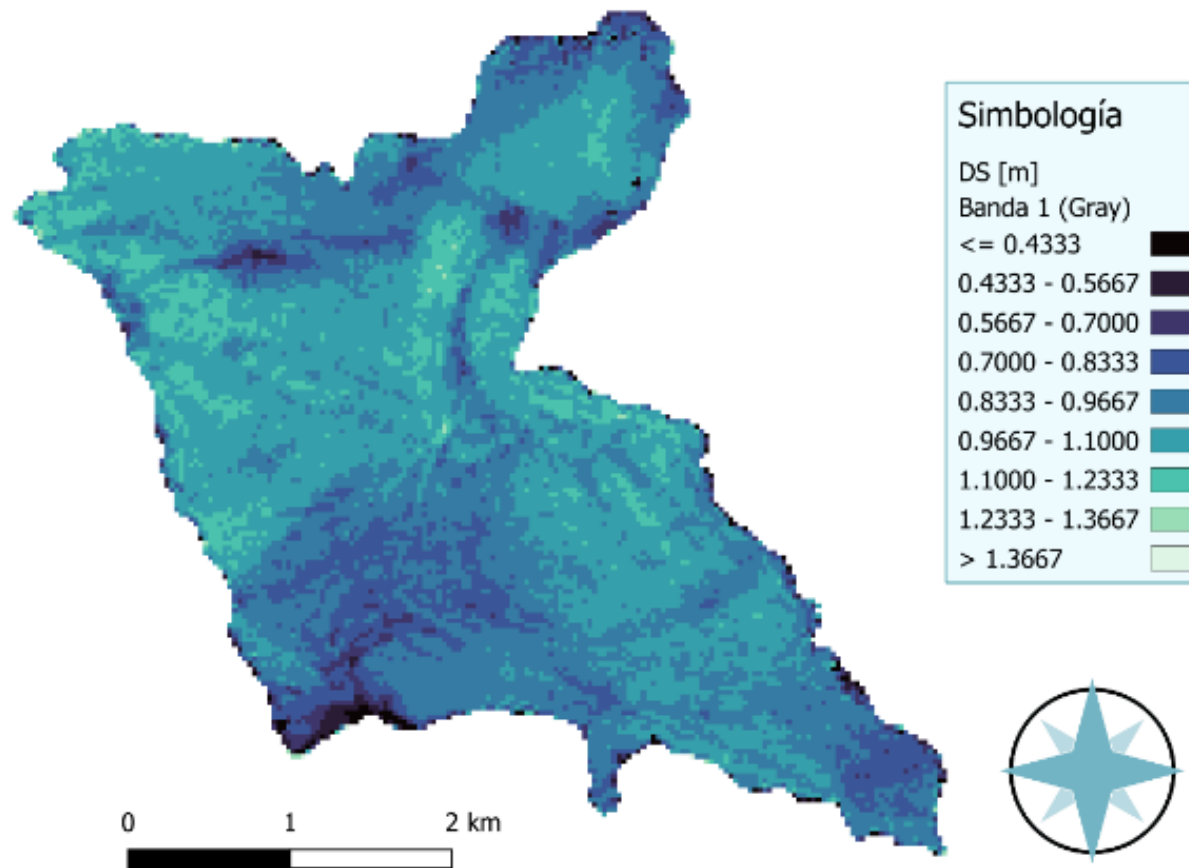 Simbología
DS [m]
Banda 1 (Gray)
<= 0.4333
0.4333 - 0.5667
0.5667 - 0.7000
0.7000 - 0.8333
0.8333 - 0.9667
0.9667 - 1.1000
1.1000 - 1.2333
1.2333 - 1.3667
> 1.3667
0 1 2 km